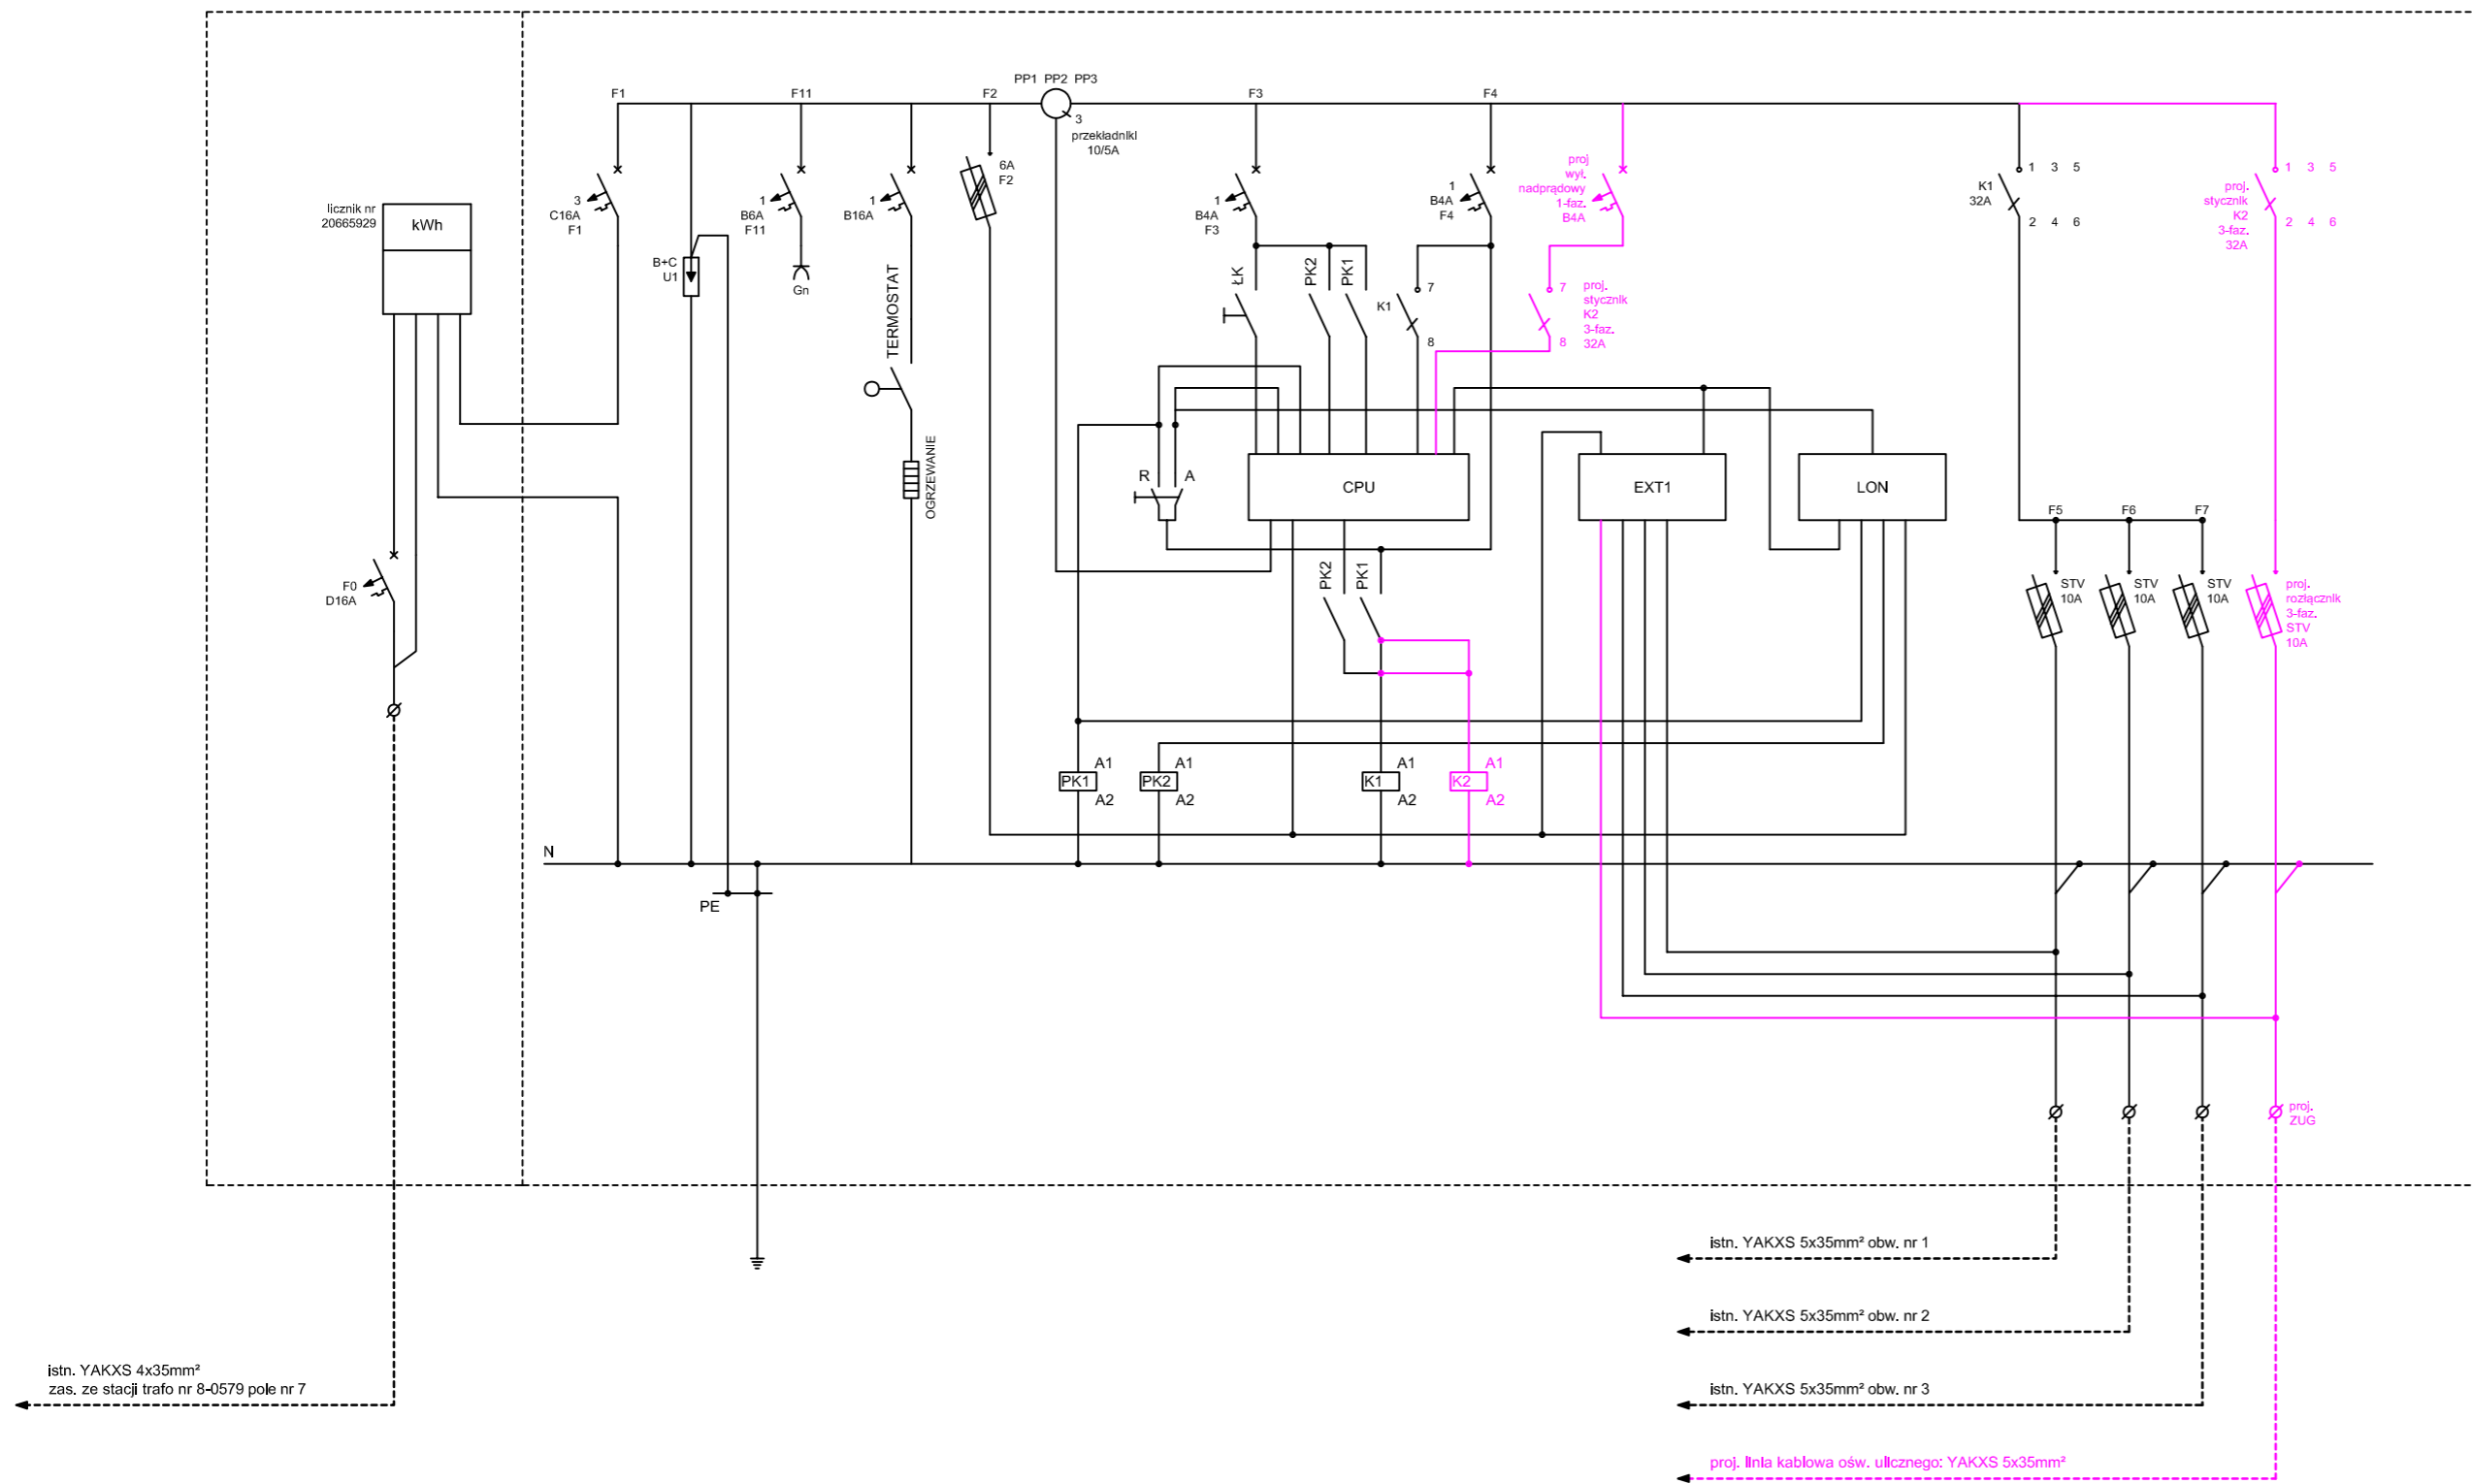 PP1 PP2 PP3
F1
F11
F2
F3
F4
3
przekładniki
10/5A
licznik nr
20665929
kWh
3
C16A
F1
B+C
U1
1
B6A
F11
Gn
1
B16A
TERMOSTAT
OGRZEWANIE
6A
F2
1
B4A
F3
ŁK
PK2
PK1
K1
7
8
1
B4A
F4
proj
wył.
nadprądowy
1-faz.
B4A
7
8
proj.
stycznik
K2
3-faz.
32A
K1
32A
1 3 5
2 4 6
proj.
stycznik
K2
3-faz.
32A
1 3 5
2 4 6
R
A
CPU
EXT1
LON
F5
F6
F7
F0
D16A
PK2
PK1
STV
10A
STV
10A
STV
10A
proj.
rozłącznik
3-faz.
STV
10A
PK1
A1
A2
PK2
A1
A2
K1
A1
A2
K2
A1
A2
N
PE
proj.
ZUG
istn. YAKXS 5x35mm² obw. nr 1
istn. YAKXS 5x35mm² obw. nr 2
istn. YAKXS 4x35mm²
zas. ze stacji trafo nr 8-0579 pole nr 7
istn. YAKXS 5x35mm² obw. nr 3
proj. linia kablowa ośw. ulicznego: YAKXS 5x35mm²